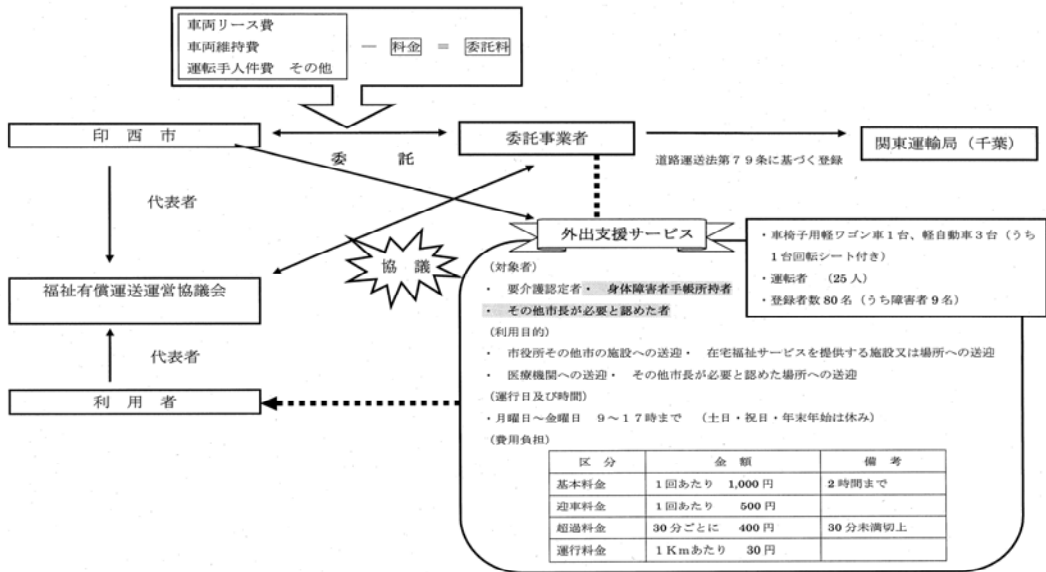 車両リース費
車両維持費
運転手人件費 その他
－ 料金 ＝ 委託料
印 西 市
委託事業者
関東運輸局（千葉）
委 託
道路運送法第７９条に基づく登録
代表者
外出支援サービス
・車椅子用軽ワゴン車１台、軽自動車３台（うち
１台回転シート付き）
・運転者 （25人）
・登録者数 80 名（うち障害者９名）
協 議
福祉有償運送運営協議会
（対象者）
・ 要介護認定者・ 身体障害者手帳所持者
・ その他市長が必要と認めた者
（利用目的）
・ 市役所その他市の施設への送迎・ 在宅福祉サービスを提供する施設又は場所への送迎
・ 医療機関への送迎・ その他市長が必要と認めた場所への送迎
代表者
利 用 者
（運行日及び時間）
・月曜日～金曜日 ９～１７時まで （土日・祝日・年末年始は休み）
（費用負担）
区 分 金 額 備 考
基本料金 １回あたり 1,000 円 2 時間まで
迎車料金 １回あたり 500 円
超過料金 30 分ごとに 400 円 30 分未満切上
運行料金 １Ｋｍあたり 30 円